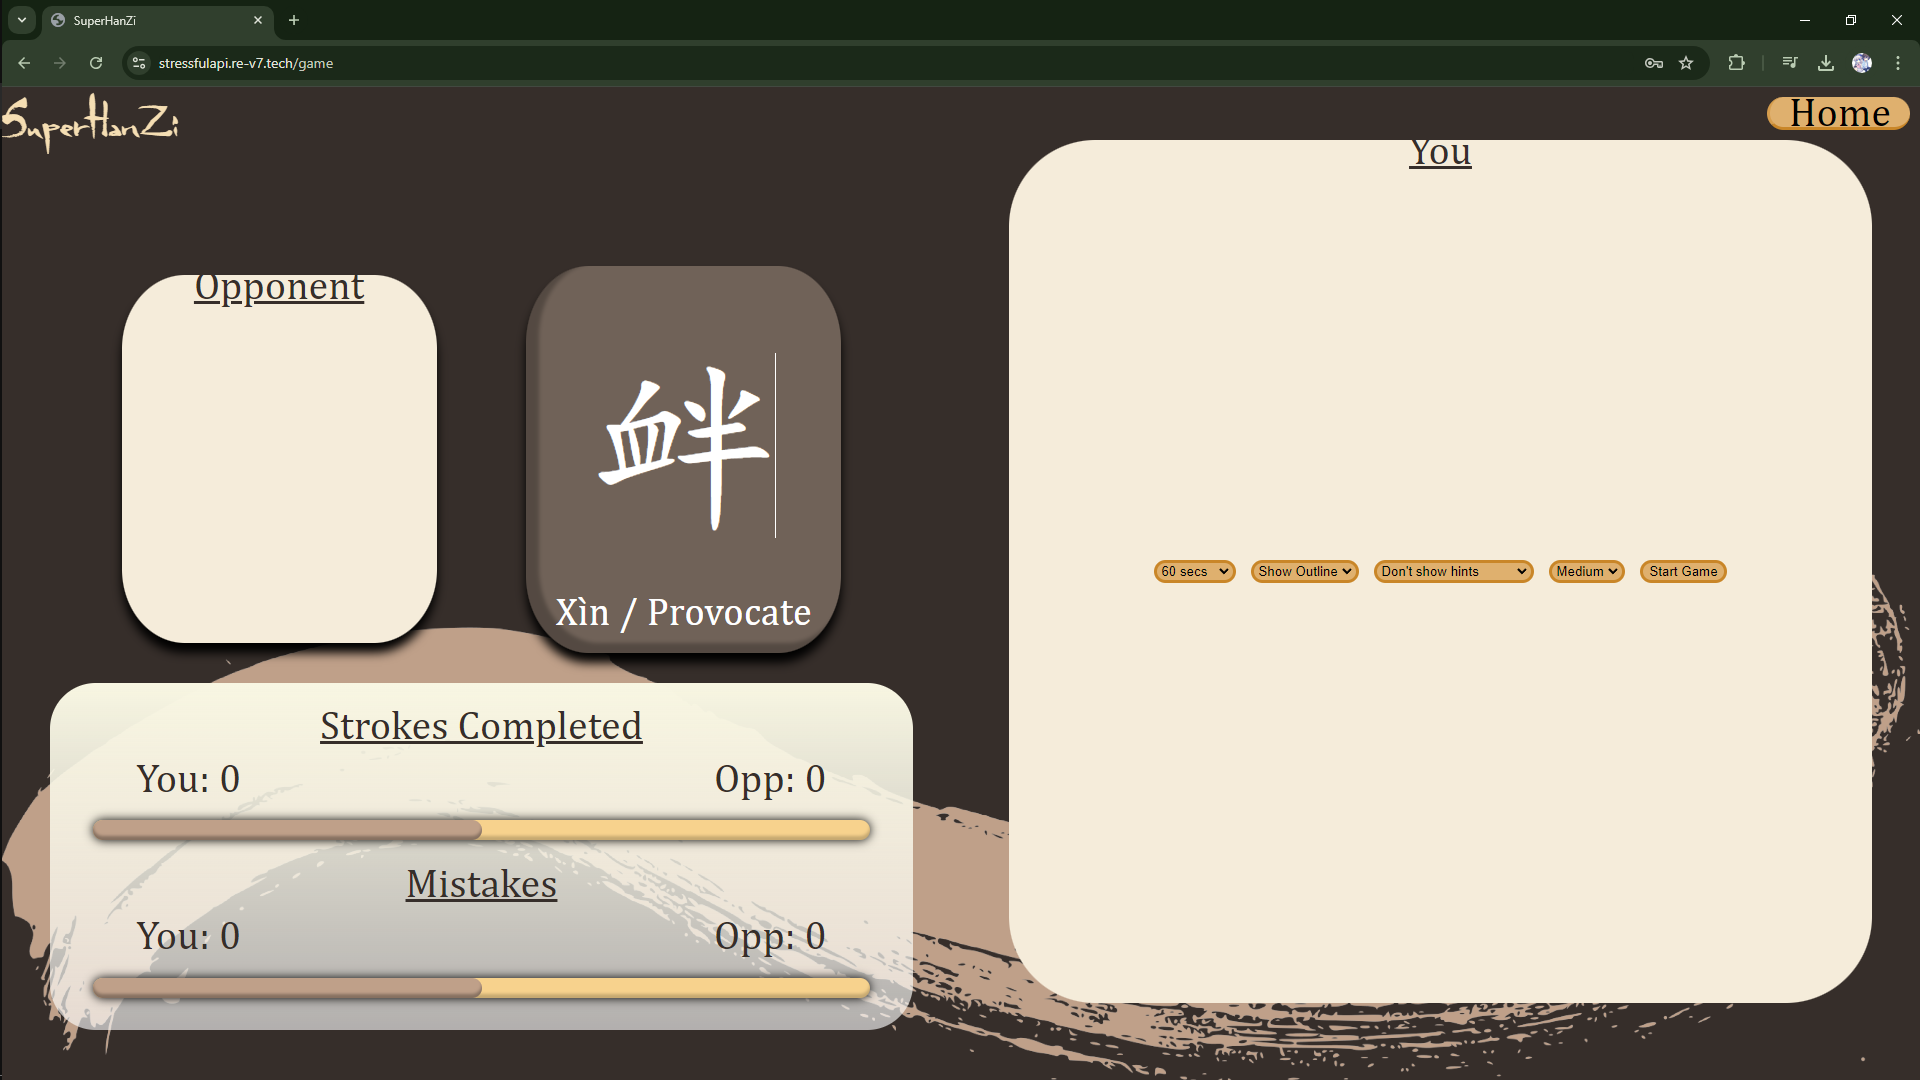 SuperHanZi
stressfulapi.re-v7.tech/game
SuperHanZi
Home
You
Opponent
衅
Xìn / Provocate
60 secs
Show Outline
Don't show hints
Medium
Start Game
Strokes Completed
You: 0
Opp: 0
Mistakes
You: 0
Opp: 0